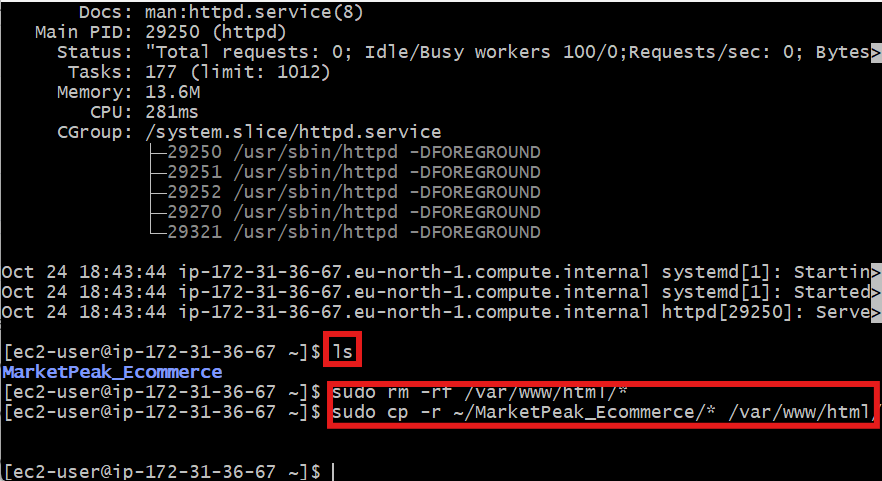 Docs: man:httpd.service(8)
Main PID: 29250 (httpd)
Status: "Total requests: 0; Idle/Busy workers 100/0;Requests/sec: 0; Bytes>
Tasks: 177 (limit: 1012)
Memory: 13.6M
CPU: 281ms
CGroup: /system.slice/httpd.service
├─29250 /usr/sbin/httpd -DFOREGROUND
├─29251 /usr/sbin/httpd -DFOREGROUND
├─29252 /usr/sbin/httpd -DFOREGROUND
├─29270 /usr/sbin/httpd -DFOREGROUND
└─29321 /usr/sbin/httpd -DFOREGROUND
Oct 24 18:43:44 ip-172-31-36-67.eu-north-1.compute.internal systemd[1]: Startin>
Oct 24 18:43:44 ip-172-31-36-67.eu-north-1.compute.internal systemd[1]: Started>
Oct 24 18:43:44 ip-172-31-36-67.eu-north-1.compute.internal httpd[29250]: Serve>
[ec2-user@ip-172-31-36-67 ~]$ ls
MarketPeak_Ecommerce
[ec2-user@ip-172-31-36-67 ~]$ sudo rm -rf /var/www/html/*
[ec2-user@ip-172-31-36-67 ~]$ sudo cp -r ~/MarketPeak_Ecommerce/* /var/www/html/
[ec2-user@ip-172-31-36-67 ~]$